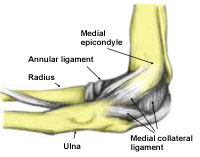 Medial
epicondyle
Annular ligament
Radius
Ulna
Medial collateral
ligament